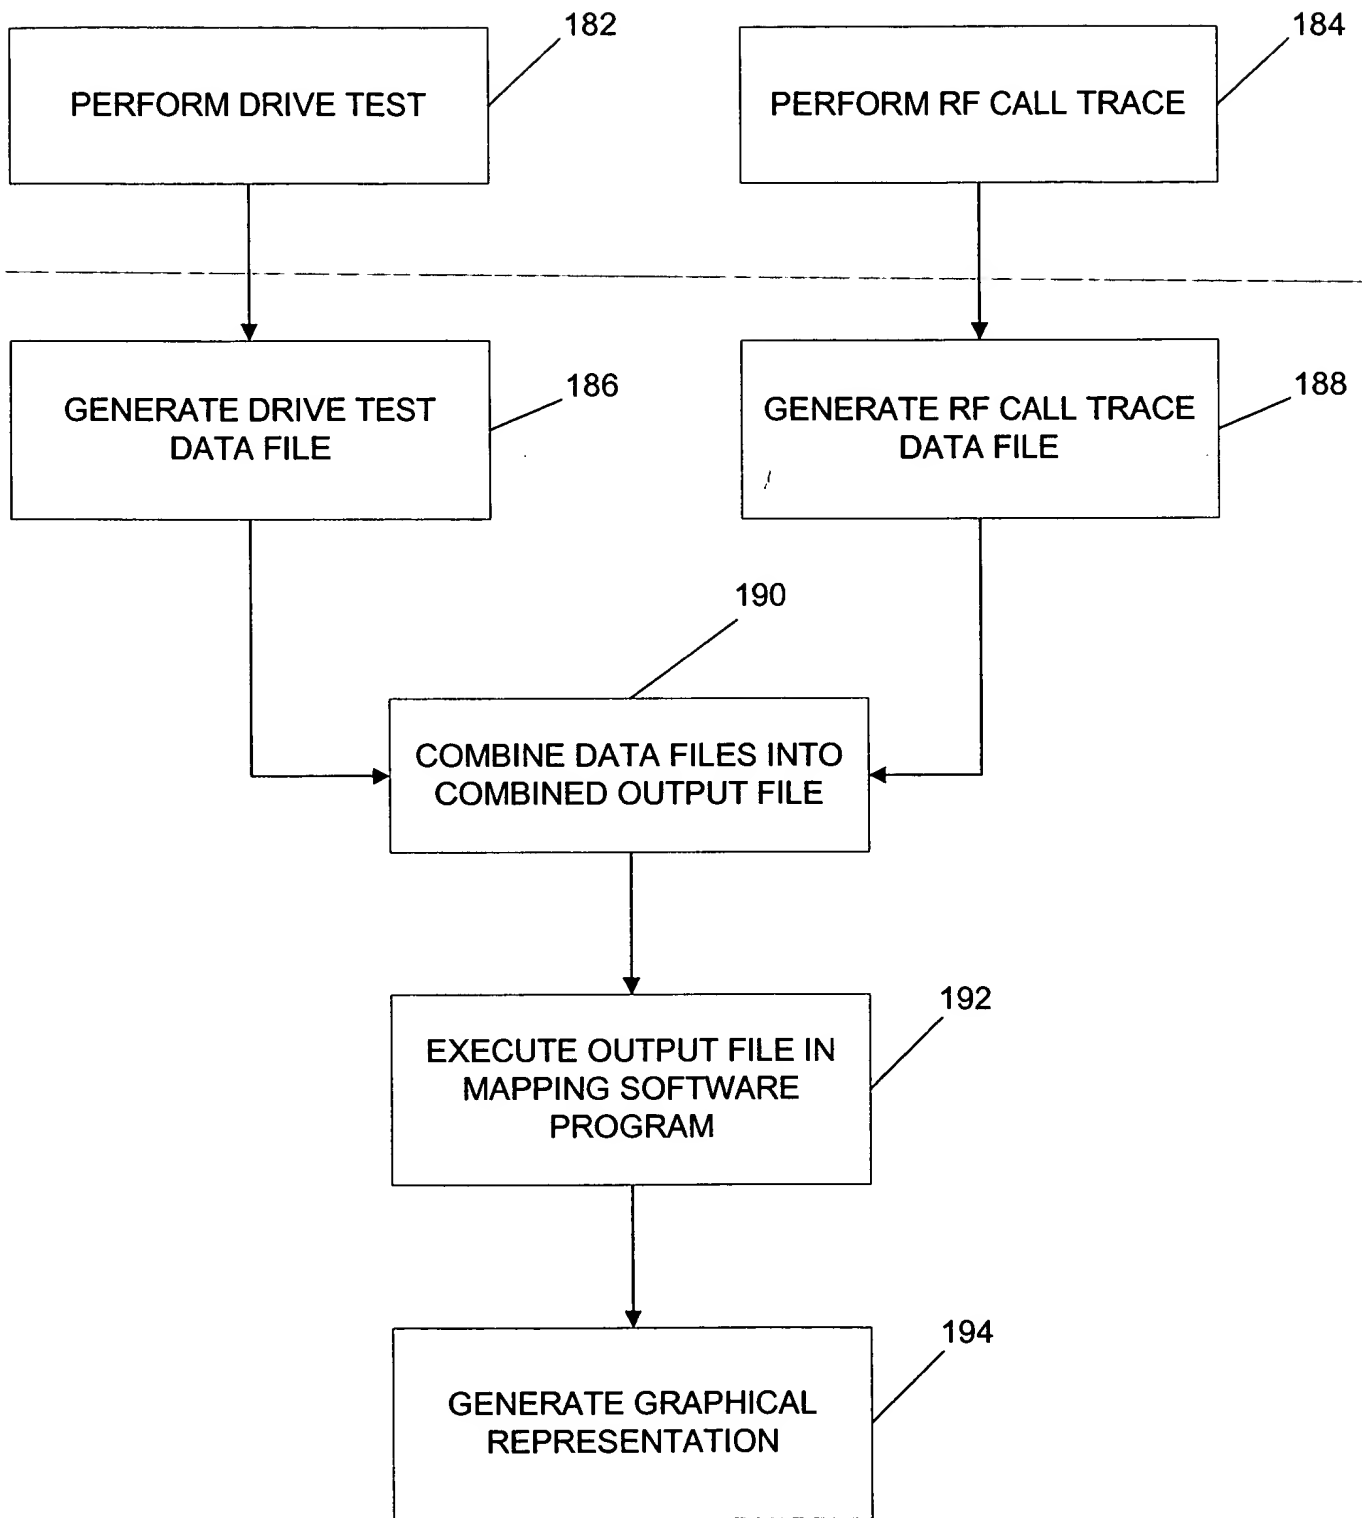 182
184
PERFORM DRIVE TEST
PERFORM RF CALL TRACE
186
188
GENERATE DRIVE TEST
DATA FILE
GENERATE RF CALL TRACE
DATA FILE
190
COMBINE DATA FILES INTO
COMBINED OUTPUT FILE
192
EXECUTE OUTPUT FILE IN
MAPPING SOFTWARE
PROGRAM
194
GENERATE GRAPHICAL
REPRESENTATION